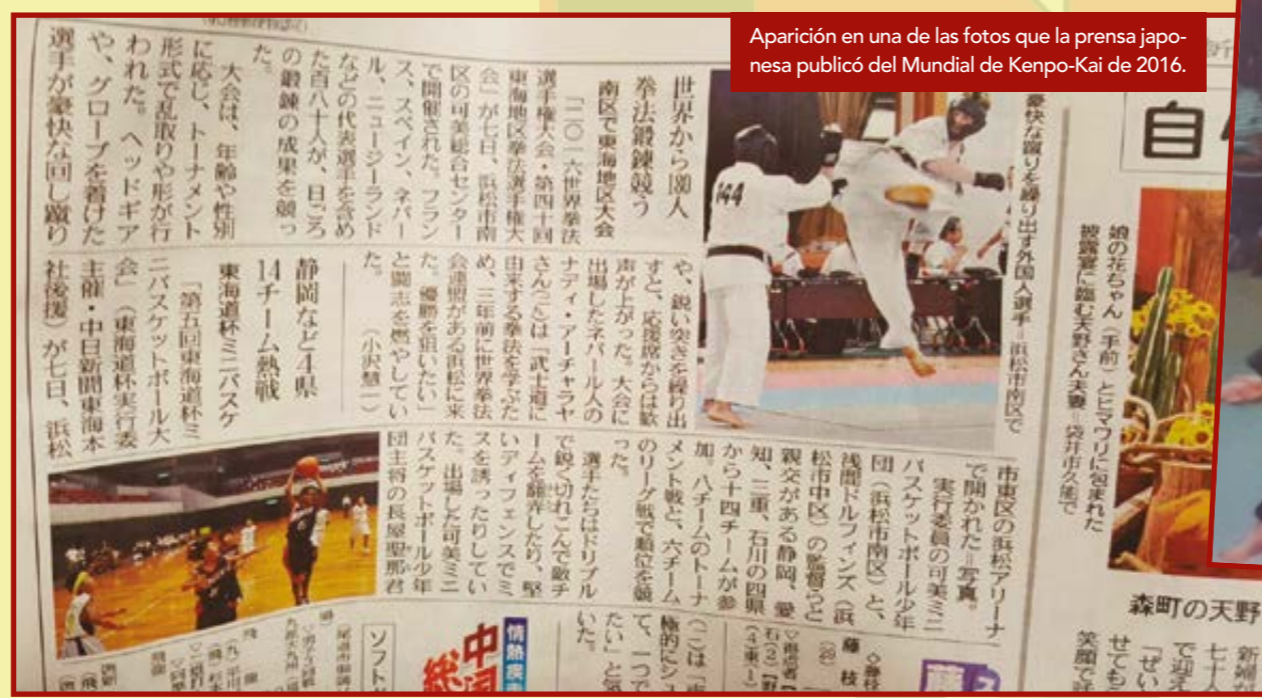 Aparición en una de las fotos que la prensa japo-
nesa publicó del Mundial de Kenpo-Kai de 2016.
豪快な蹴りを繰り出す外国人選手＝浜松市南区で
世界から180人
拳法鍛錬競う
南区で東海地区大会
「二〇一六世界拳法
選手権大会・第四十回
東海地区拳法選手権大
会」が七日、浜松市南
区の可美総合センター
で開催された。フラン
ス、スペイン、ネパー
ル、ニュージーランド
などの代表選手を含め
た百八十人が、日ごろ
の鍛錬の成果を競っ
た。
大会は、年齢や性別
に応じ、トーナメント
形式で乱取りや形が行
われた。ヘッドギア
や、グローブを着けた
選手が豪快な回し蹴り
や、鋭い突きを繰り出
すと、応援席からは歓
声が上がった。大会に
出場したネパール人の
ナディ・アーチャラヤ
さんは「武士道に
由来する拳法を学ぶた
め、三年前に世界拳法
会連盟がある浜松に来
た。優勝を狙いたい」
と闘志を燃やしてい
た。
（小沢慧一）
静岡など4県
14チーム熱戦
東海道杯ミニバスケ
「第五回東海道杯ミ
ニバスケットボール大
会」（東海道杯実行委
主催・中日新聞東海本
社後援）が七日、浜松
市東区の浜松アリーナ
で開かれた＝写真。
実行委員の可美ミニ
バスケットボール少年
団（浜松市南区）と、
浅間ドルフィンズ（浜
松市中区）の監督らと
親交がある静岡、愛
知、三重、石川の四県
から十四チームが参
加。八チームのトーナ
メント戦と、六チーム
のリーグ戦で順位を競
った。
選手たちはドリブル
で鋭く切れこんで敵チ
ームを翻弄したり、堅
いディフェンスでミ
スを誘ったりしてい
た。出場した可美ミニ
バスケットボール少年
団主将の長屋聖那君
144
娘の花ちゃん（手前）とヒマワリに包まれた
披露宴に臨む天野さん夫妻＝袋井市久能で
森町の天野
自
ソフト
情熱